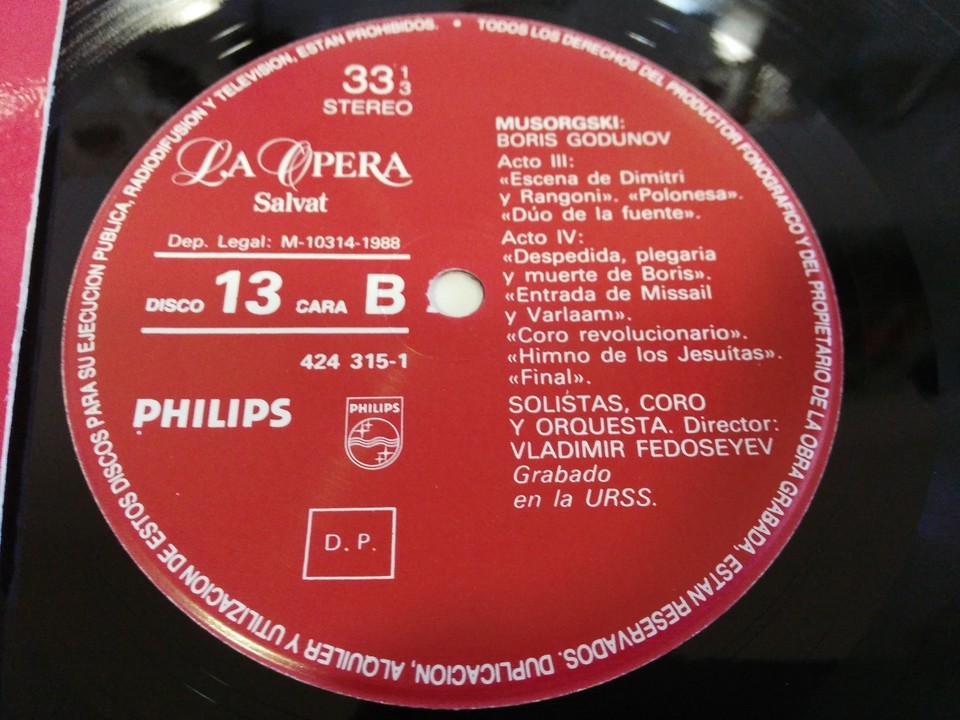 33 1/3
STEREO
LA OPERA
Salvat
Dep. Legal: M-10314-1988
DISCO 13 CARA B
424 315-1
PHILIPS
PHILIPS
D. P.
MUSORGSKI:
BORIS GODUNOV
Acto III:
«Escena de Dimitri
y Rangoni». «Polonesa».
«Dúo de la fuente».
Acto IV:
«Despedida, plegaria
y muerte de Boris».
«Entrada de Missail
y Varlaam».
«Coro revolucionario».
«Himno de los Jesuítas».
«Final».
SOLISTAS, CORO
Y ORQUESTA. Director:
VLADIMIR FEDOSEYEV
Grabado
en la URSS.
TODOS LOS DERECHOS DEL PRODUCTOR FONOGRAFICO Y DEL PROPIETARIO DE LA OBRA GRABADA, ESTAN RESERVADOS. DUPLICACION, ALQUILER Y UTILIZACION DE ESTOS DISCOS PARA SU EJECUCION PUBLICA, RADIODIFUSION Y TELEVISION, ESTAN PROHIBIDOS. •